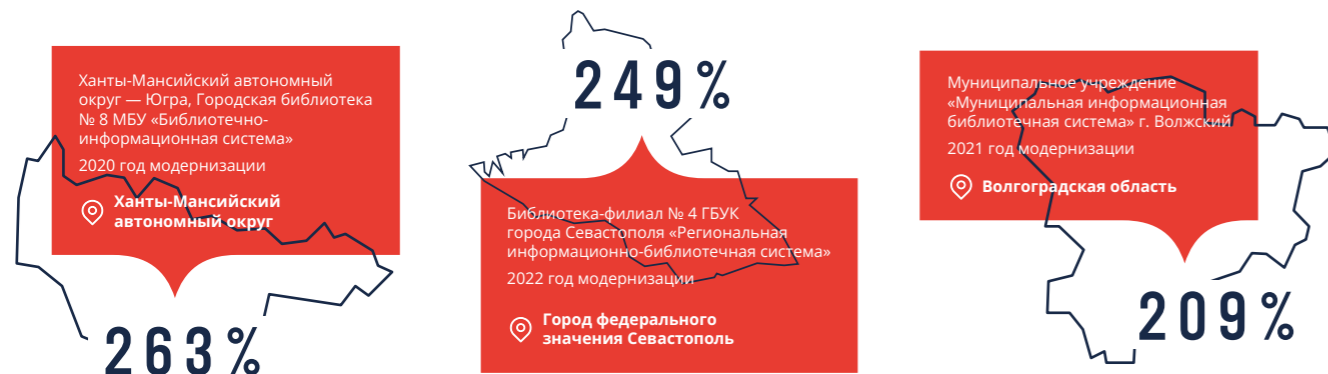 Ханты-Мансийский автономный
округ — Югра, Городская библиотека
№ 8 МБУ «Библиотечно-
информационная система»
2020 год модернизации
Ханты-Мансийский
автономный округ
263%
249%
Библиотека-филиал № 4 ГБУК
города Севастополя «Региональная
информационно-библиотечная система»
2022 год модернизации
Город федерального
значения Севастополь
Муниципальное учреждение
«Муниципальная информационная
библиотечная система» г. Волжский
2021 год модернизации
Волгоградская область
209%